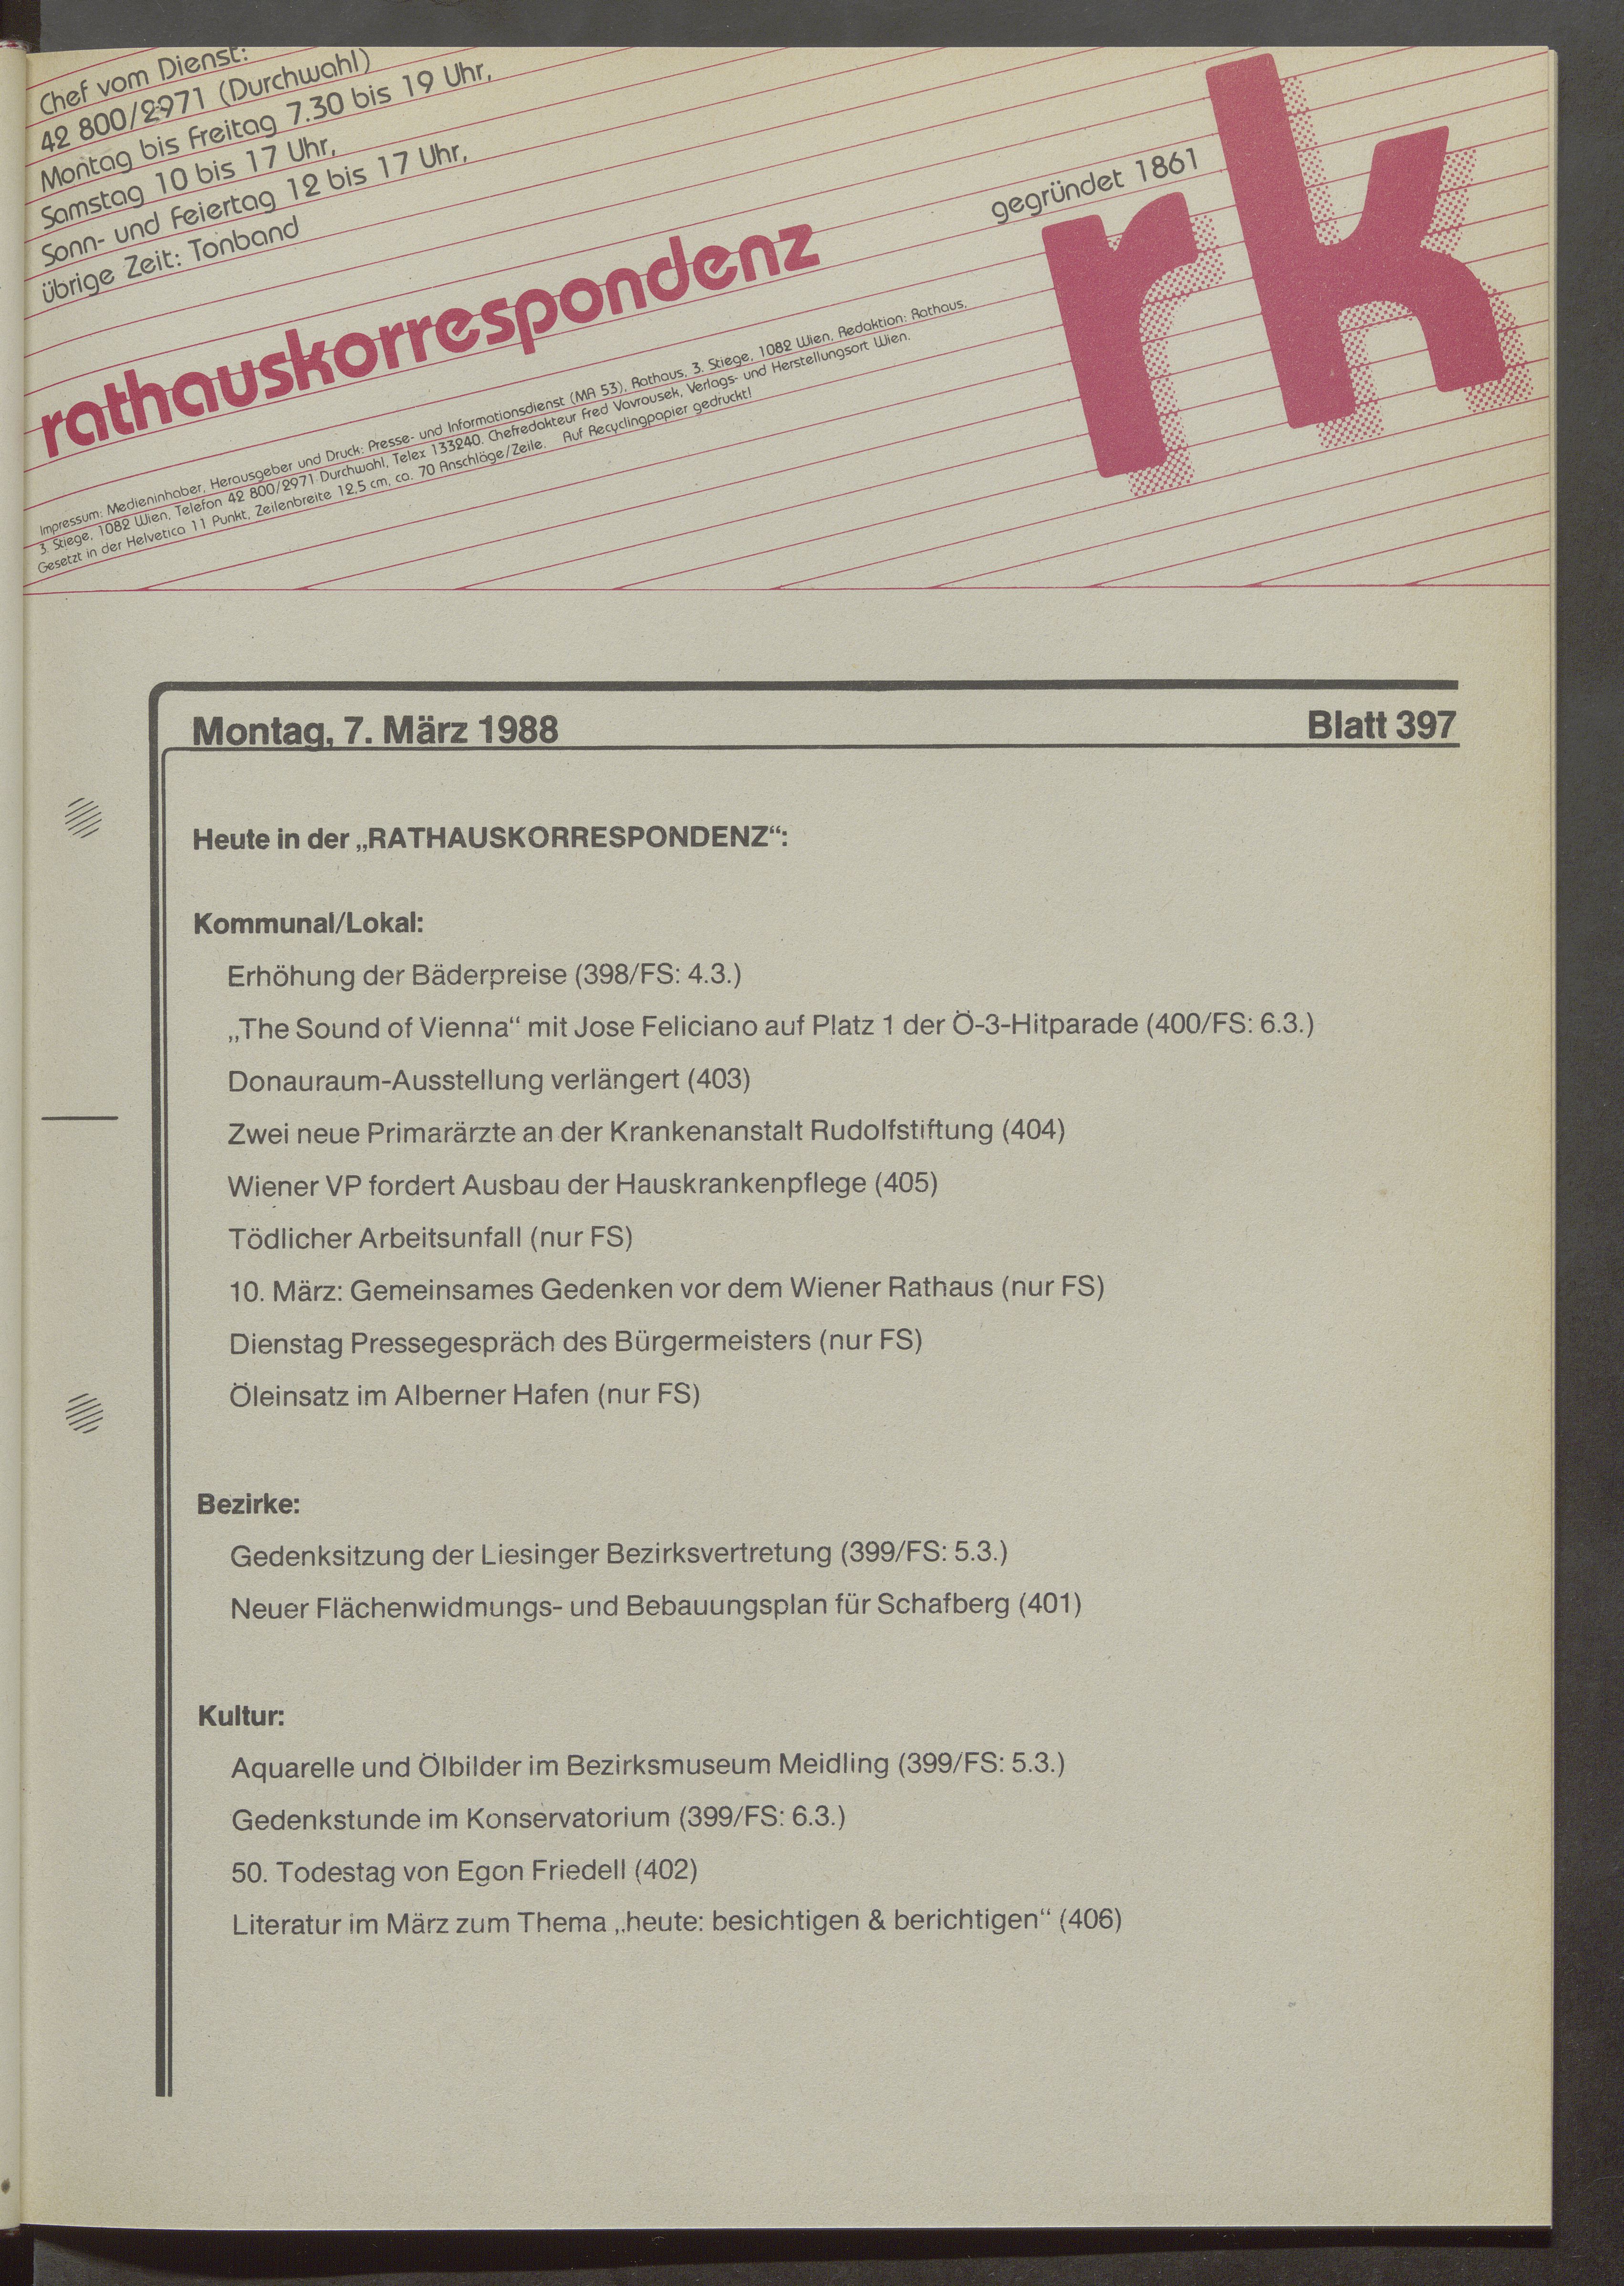 Chef vom Dienst:
42 800/2971 (Durchwahl)
Montag bis Freitag 7.30 bis 19 Uhr,
Samstag 10 bis 17 Uhr,
Sonn- und Feiertag 12 bis 17 Uhr,
übrige Zeit: Tonband
gegründet 1861
rk
rathauskorrespondenz
Impressum: Medieninhaber, Herausgeber und Druck: Presse- und Informationsdienst (MA 53), Rathaus, 3. Stiege, 1082 Wien, Redaktion: Rathaus,
3. Stiege, 1082 Wien, Telefon 42 800/2971 Durchwahl, Telex 133240. Chefredakteur Fred Vavrousek, Verlags- und Herstellungsort Wien.
Gesetzt in der Helvetica 11 Punkt, Zeilenbreite 12,5 cm, ca. 70 Anschläge/Zeile. Auf Recyclingpapier gedruckt!
Montag, 7. März 1988 Blatt 397
Heute in der „RATHAUSKORRESPONDENZ“:
Kommunal/Lokal:
Erhöhung der Bäderpreise (398/FS: 4.3.)
„The Sound of Vienna“ mit Jose Feliciano auf Platz 1 der Ö-3-Hitparade (400/FS: 6.3.)
Donauraum-Ausstellung verlängert (403)
Zwei neue Primarärzte an der Krankenanstalt Rudolfstiftung (404)
Wiener VP fordert Ausbau der Hauskrankenpflege (405)
Tödlicher Arbeitsunfall (nur FS)
10. März: Gemeinsames Gedenken vor dem Wiener Rathaus (nur FS)
Dienstag Pressegespräch des Bürgermeisters (nur FS)
Öleinsatz im Alberner Hafen (nur FS)
Bezirke:
Gedenksitzung der Liesinger Bezirksvertretung (399/FS: 5.3.)
Neuer Flächenwidmungs- und Bebauungsplan für Schafberg (401)
Kultur:
Aquarelle und Ölbilder im Bezirksmuseum Meidling (399/FS: 5.3.)
Gedenkstunde im Konservatorium (399/FS: 6.3.)
50. Todestag von Egon Friedell (402)
Literatur im März zum Thema „heute: besichtigen & berichtigen“ (406)